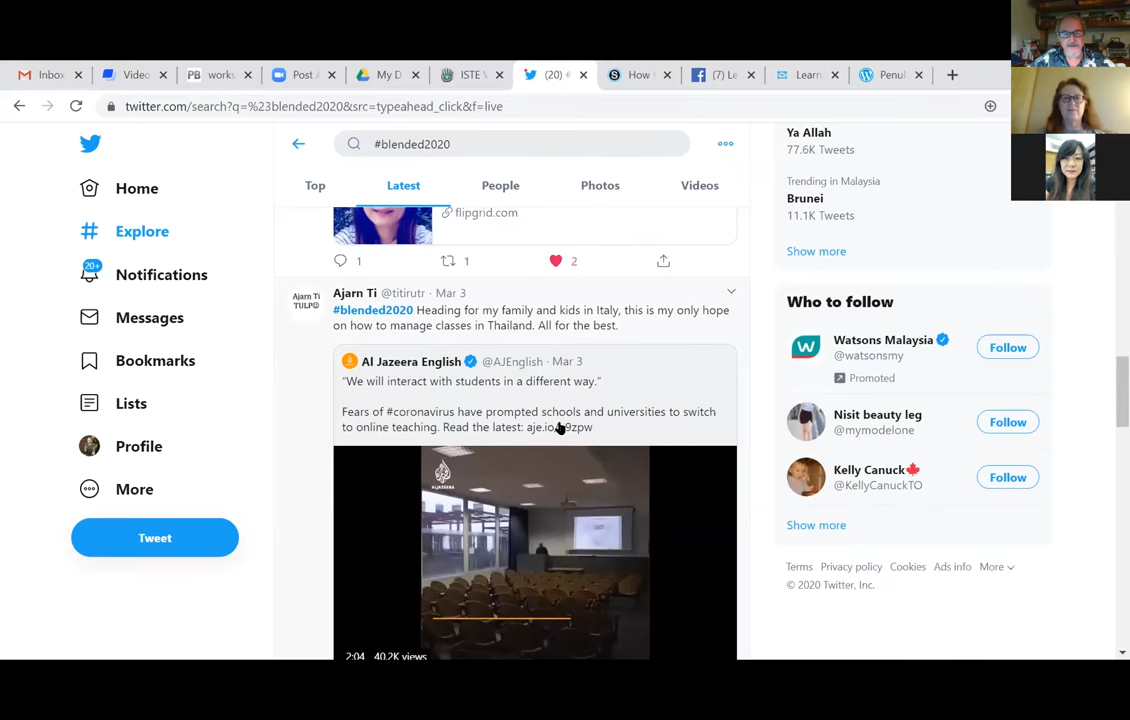 Inbox
Video
PB works
Post A
My D
ISTE
(20) #
How t
(7) Le
Learn
Penul
twitter.com/search?q=%23blended2020&src=typeahead_click&f=live
#blended2020
Top
Latest
People
Photos
Videos
Home
Explore
20+
Notifications
Messages
Bookmarks
Lists
Profile
More
Tweet
flipgrid.com
1
1
2
Ajarn Ti
TULP☺
Ajarn Ti @titirutr · Mar 3
#blended2020 Heading for my family and kids in Italy, this is my only hope
on how to manage classes in Thailand. All for the best.
Al Jazeera English @AJEnglish · Mar 3
“We will interact with students in a different way.”
Fears of #coronavirus have prompted schools and universities to switch
to online teaching. Read the latest:
ALJAZEERA
2:04 40.2K views
Ya Allah
77.6K Tweets
Trending in Malaysia
Brunei
11.1K Tweets
Show more
Who to follow
W
Watsons Malaysia
@watsonsmy
Promoted
Follow
Nisit beauty leg
@mymodelone
Follow
Kelly Canuck🍁
@KellyCanuckTO
Follow
Show more
Terms Privacy policy Cookies Ads info More
© 2020 Twitter, Inc.